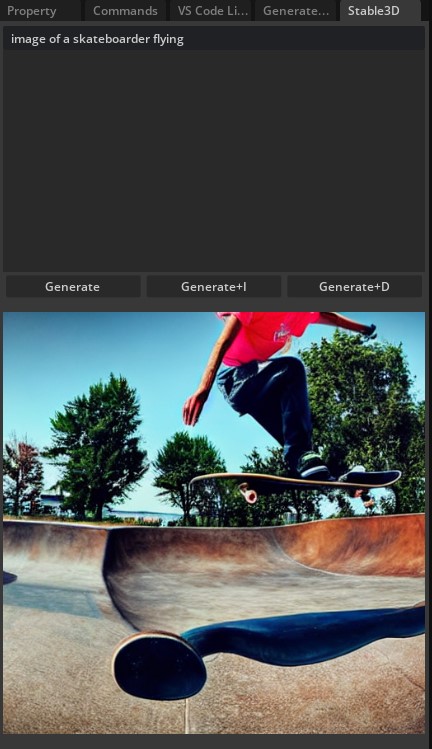 Property Commands VS Code Li... Generate... Stable3D
image of a skateboarder flying
Generate Generate+I Generate+D